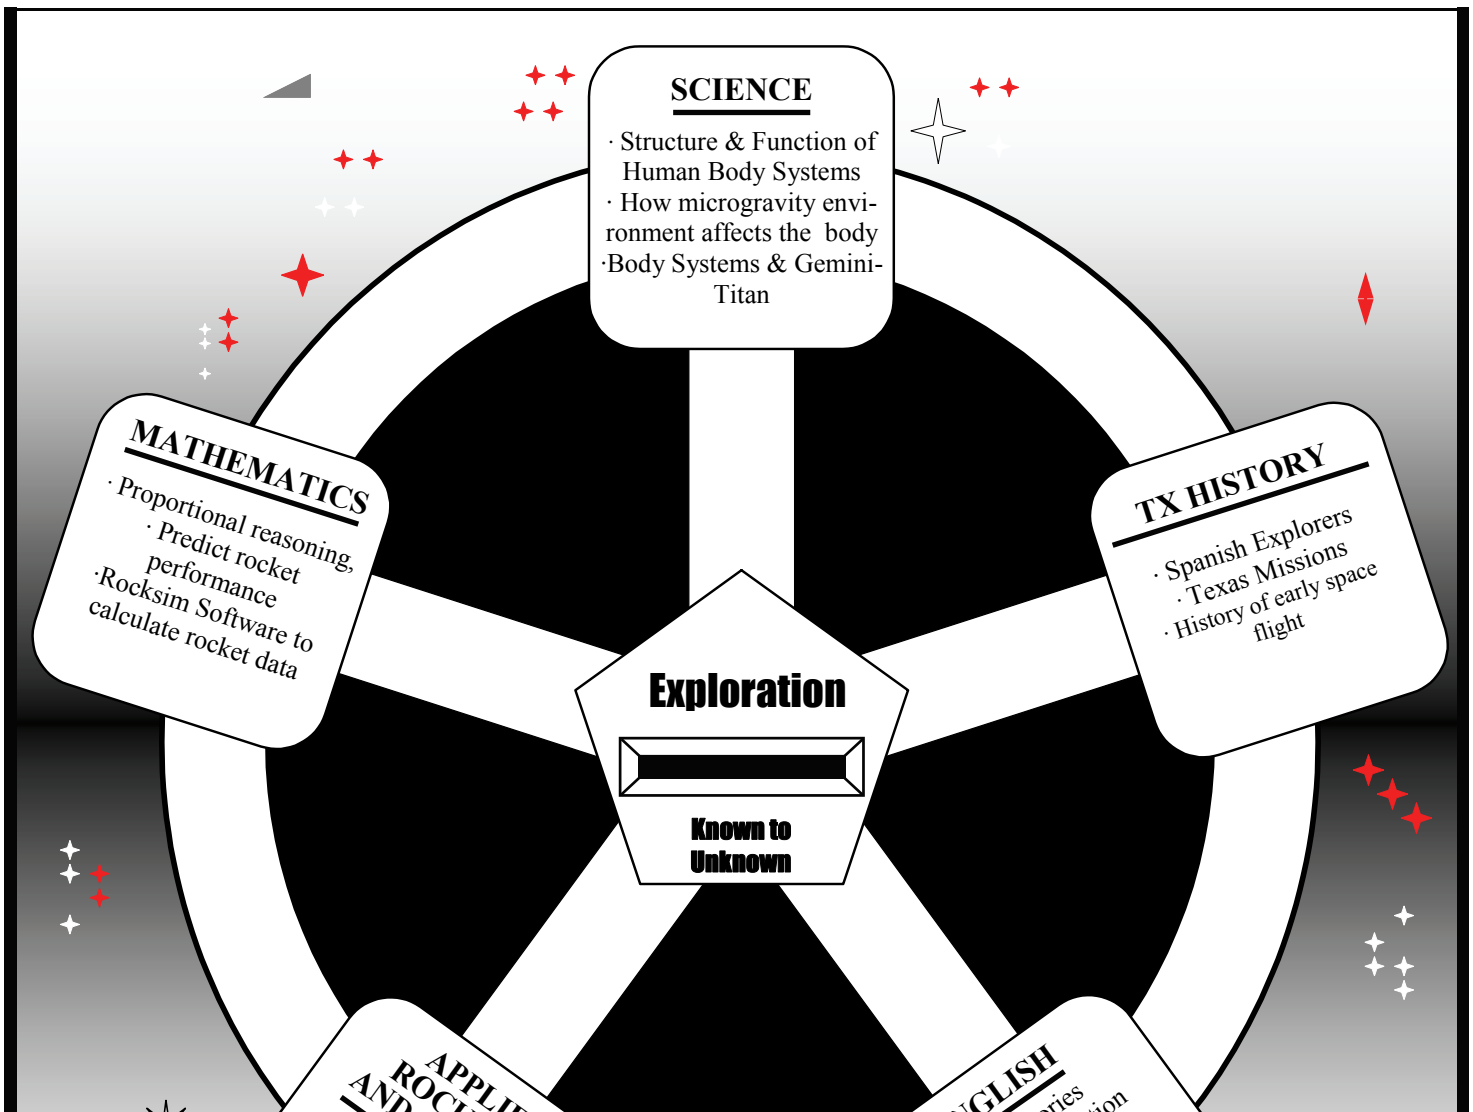 SCIENCE
· Structure & Function of
Human Body Systems
· How microgravity envi-
ronment affects the body
·Body Systems & Gemini-
Titan
MATHEMATICS
· Proportional reasoning,
· Predict rocket
performance
·Rocksim Software to
calculate rocket data
TX HISTORY
· Spanish Explorers
· Texas Missions
· History of early space
flight
Exploration
Known to
Unknown
AND